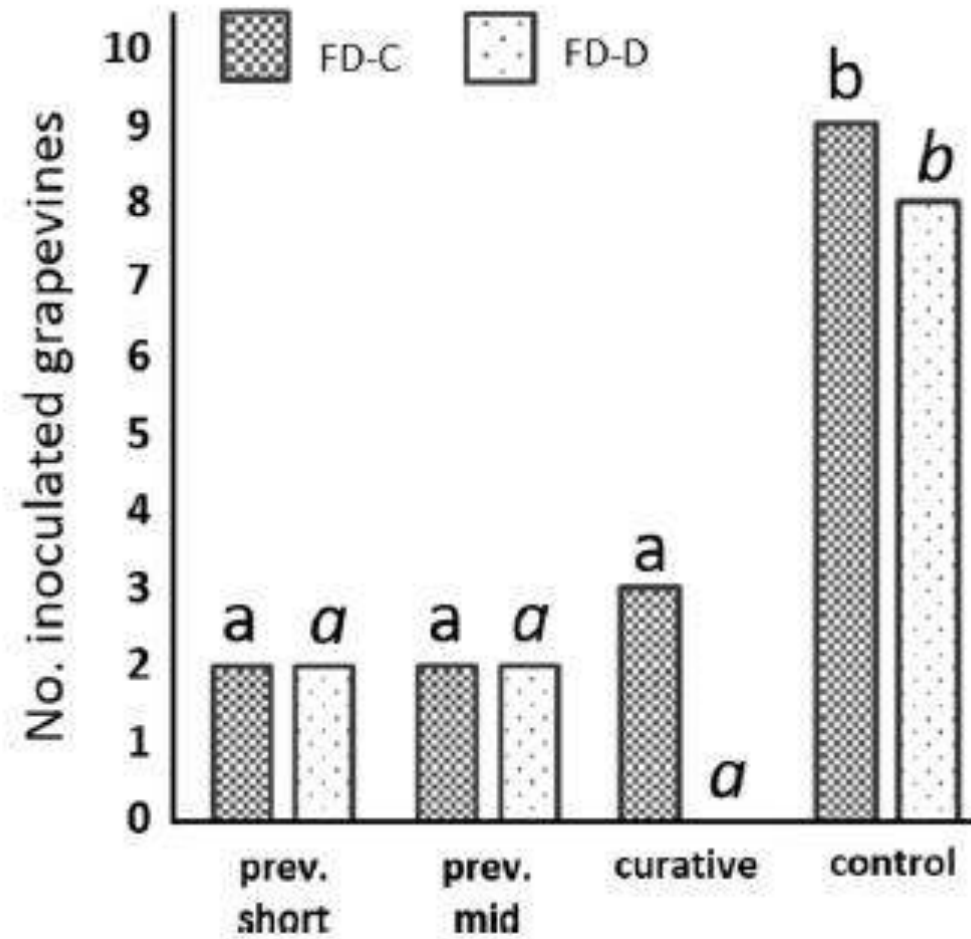 FD-C FD-D
No. inoculated grapevines
10
9
8
7
6
5
4
3
2
1
0
a a a a a a b b
prev. short
prev. mid
curative
control